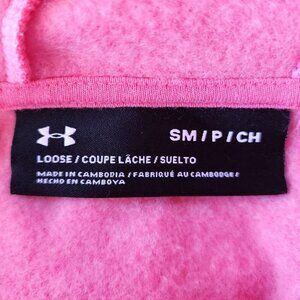 SM / P / CH
LOOSE / COUPE LÂCHE / SUELTO
MADE IN CAMBODIA / FABRIQUÉ AU CAMBODGE /
HECHO EN CAMBOYA